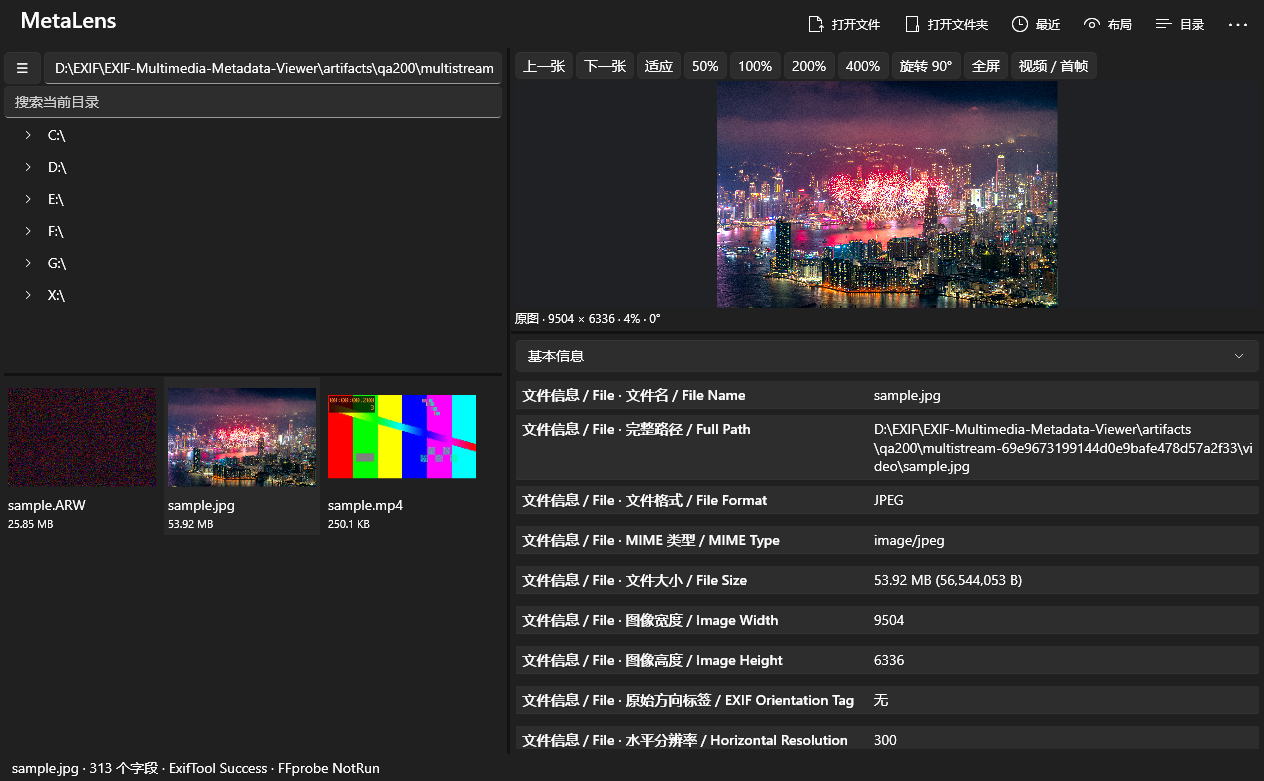 MetaLens
打开文件 打开文件夹 最近 布局 目录
D:\EXIF\EXIF-Multimedia-Metadata-Viewer\artifacts\qa200\multistream
搜索当前目录
C:\
D:\
E:\
F:\
G:\
X:\
sample.ARW
25.85 MB
sample.jpg
53.92 MB
00:00:00.200
3
sample.mp4
250.1 KB
上一张 下一张 适应 50% 100% 200% 400% 旋转 90° 全屏 视频 / 首帧
原图 · 9504 × 6336 · 4% · 0°
基本信息
文件信息 / File · 文件名 / File Name sample.jpg
文件信息 / File · 完整路径 / Full Path D:\EXIF\EXIF-Multimedia-Metadata-Viewer\artifacts
\qa200\multistream-69e9673199144d0e9bafe478d57a2f33\vi
deo\sample.jpg
文件信息 / File · 文件格式 / File Format JPEG
文件信息 / File · MIME 类型 / MIME Type image/jpeg
文件信息 / File · 文件大小 / File Size 53.92 MB (56,544,053 B)
文件信息 / File · 图像宽度 / Image Width 9504
文件信息 / File · 图像高度 / Image Height 6336
文件信息 / File · 原始方向标签 / EXIF Orientation Tag 无
文件信息 / File · 水平分辨率 / Horizontal Resolution 300
sample.jpg · 313 个字段 · ExifTool Success · FFprobe NotRun